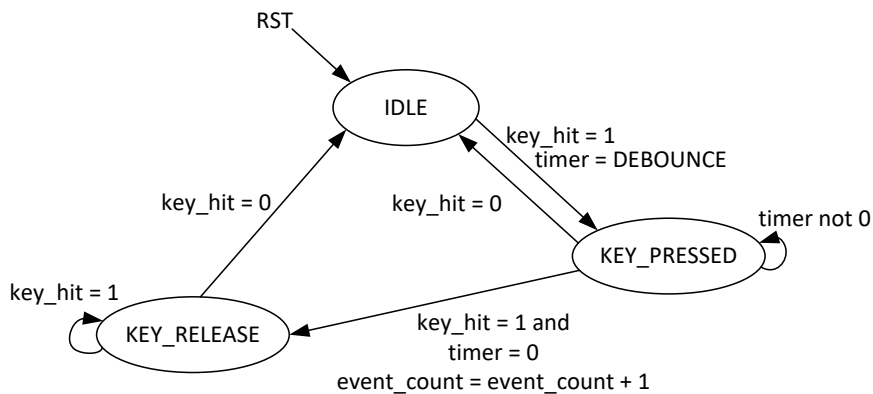 RST
IDLE
key_hit = 1
timer = DEBOUNCE
key_hit = 0
key_hit = 0
timer not 0
KEY_PRESSED
key_hit = 1
KEY_RELEASE
key_hit = 1 and
timer = 0
event_count = event_count + 1